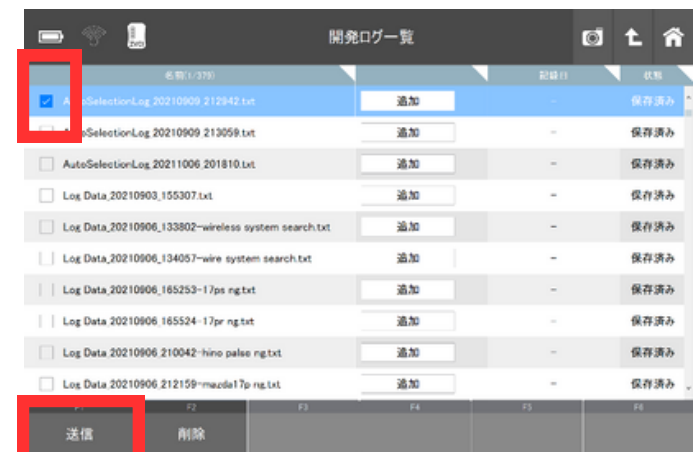 開発ログ一覧
名前(1/379) 記録日 状態
AutoSelectionLog_20210909_212942.txt 追加 - 保存済み
AutoSelectionLog_20210909_213059.txt 追加 - 保存済み
AutoSelectionLog_20211006_201810.txt 追加 - 保存済み
Log Data_20210903_155307.txt 追加 - 保存済み
Log Data_20210906_133802-wireless system search.txt 追加 - 保存済み
Log Data_20210906_134057-wire system search.txt 追加 - 保存済み
Log Data_20210906_165253-17ps ng.txt 追加 - 保存済み
Log Data_20210906_165524-17pr ng.txt 追加 - 保存済み
Log Data_20210906_210042-hino palse ng.txt 追加 - 保存済み
Log Data_20210906_212159-mazda17p ng.txt 追加 - 保存済み
F1 F2 F3 F4 F5 F6
送信 削除